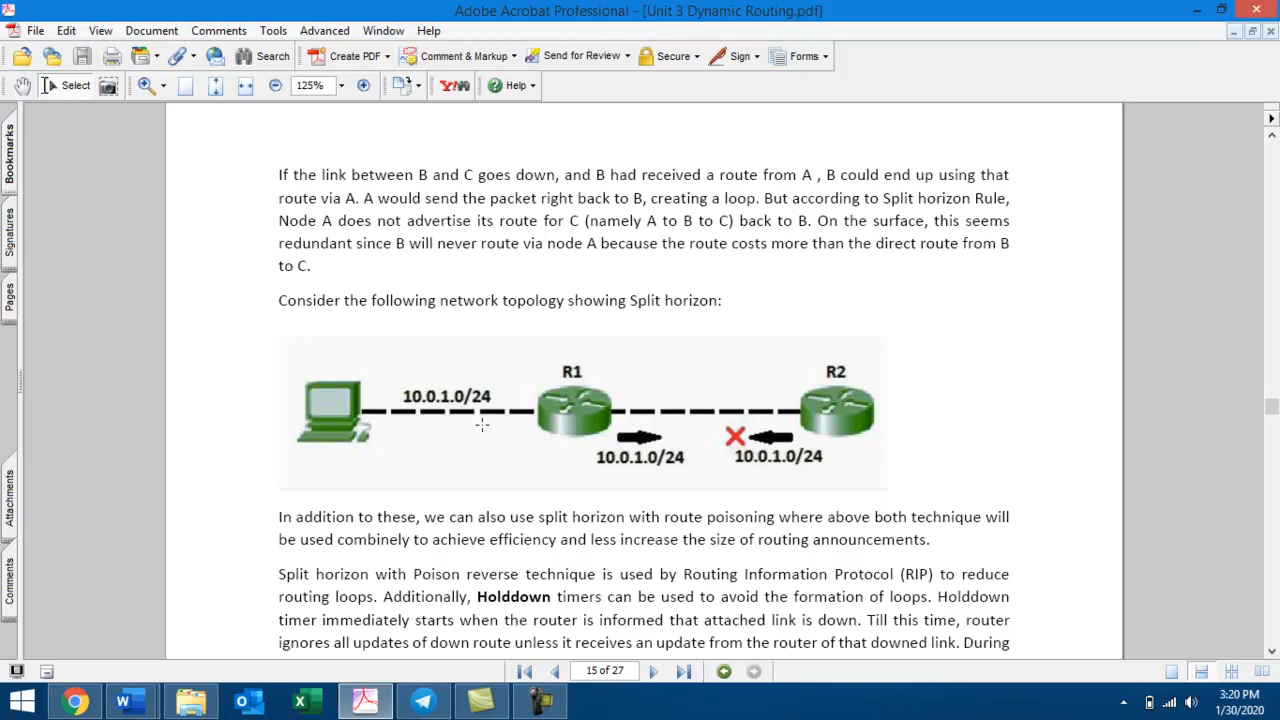 Adobe Acrobat Professional - [Unit 3 Dynamic Routing.pdf]
File Edit View Document Comments Tools Advanced Window Help
Search Create PDF Comment & Markup Send for Review Secure Sign Forms
Select 125% Y! Help
Bookmarks
Signatures
Pages
Attachments
Comments
If the link between B and C goes down, and B had received a route from A , B could end up using that
route via A. A would send the packet right back to B, creating a loop. But according to Split horizon Rule,
Node A does not advertise its route for C (namely A to B to C) back to B. On the surface, this seems
redundant since B will never route via node A because the route costs more than the direct route from B
to C.
Consider the following network topology showing Split horizon:
R1 R2
10.0.1.0/24
10.0.1.0/24 10.0.1.0/24
In addition to these, we can also use split horizon with route poisoning where above both technique will
be used combinely to achieve efficiency and less increase the size of routing announcements.
Split horizon with Poison reverse technique is used by Routing Information Protocol (RIP) to reduce
routing loops. Additionally, Holddown timers can be used to avoid the formation of loops. Holddown
timer immediately starts when the router is informed that attached link is down. Till this time, router
ignores all updates of down route unless it receives an update from the router of that downed link. During
15 of 27
3:20 PM
1/30/2020